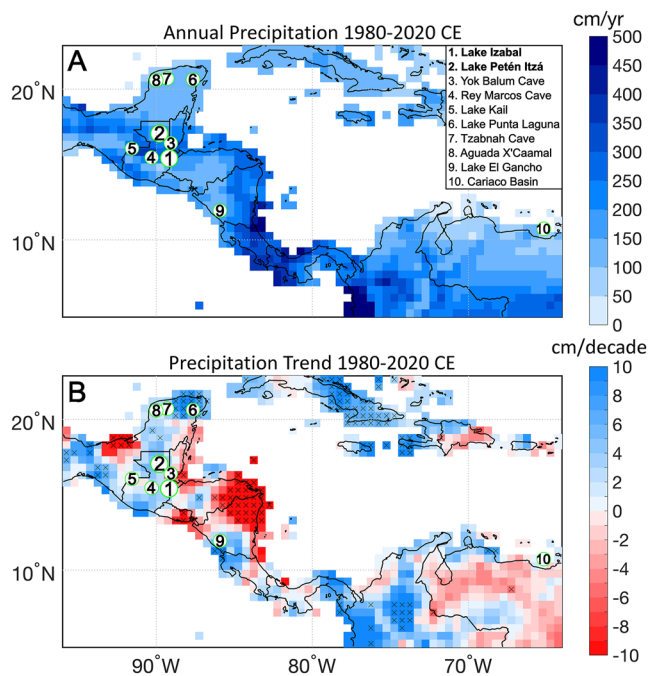 Annual Precipitation 1980-2020 CE
cm/yr
A
1. Lake Izabal
2. Lake Petén Itzá
3. Yok Balum Cave
4. Rey Marcos Cave
5. Lake Kail
6. Lake Punta Laguna
7. Tzabnah Cave
8. Aguada X'Caamal
9. Lake El Gancho
10. Cariaco Basin
500
450
400
350
300
250
200
150
100
50
0
20°N
10°N
8
7
6
2
3
5
4
1
9
10
Precipitation Trend 1980-2020 CE
cm/decade
B
10
8
6
4
2
0
-2
-4
-6
-8
-10
20°N
10°N
8
7
6
2
3
5
4
1
9
10
90°W
80°W
70°W